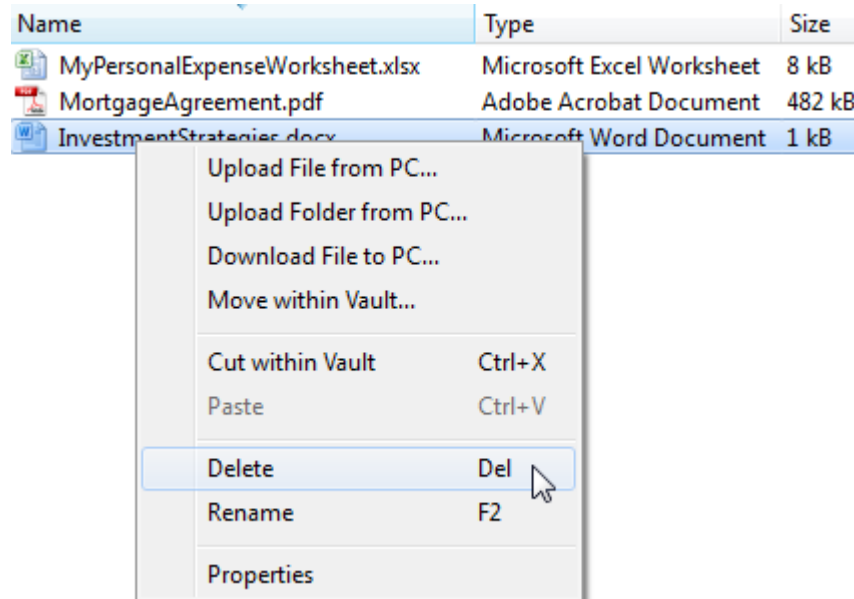 Name Type Size
MyPersonalExpenseWorksheet.xlsx Microsoft Excel Worksheet 8 kB
MortgageAgreement.pdf Adobe Acrobat Document 482 kB
InvestmentStrategies.docx Microsoft Word Document 1 kB
Upload File from PC...
Upload Folder from PC...
Download File to PC...
Move within Vault...
Cut within Vault Ctrl+X
Paste Ctrl+V
Delete Del
Rename F2
Properties